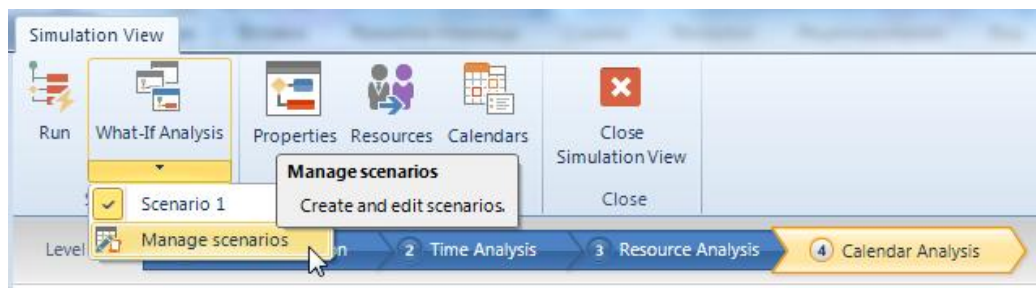 Simulation View
Run
What-If Analysis
Properties
Resources
Calendars
Close
Simulation View
Manage scenarios
Create and edit scenarios.
Close
Scenario 1
Manage scenarios
Level
2 Time Analysis
3 Resource Analysis
4 Calendar Analysis